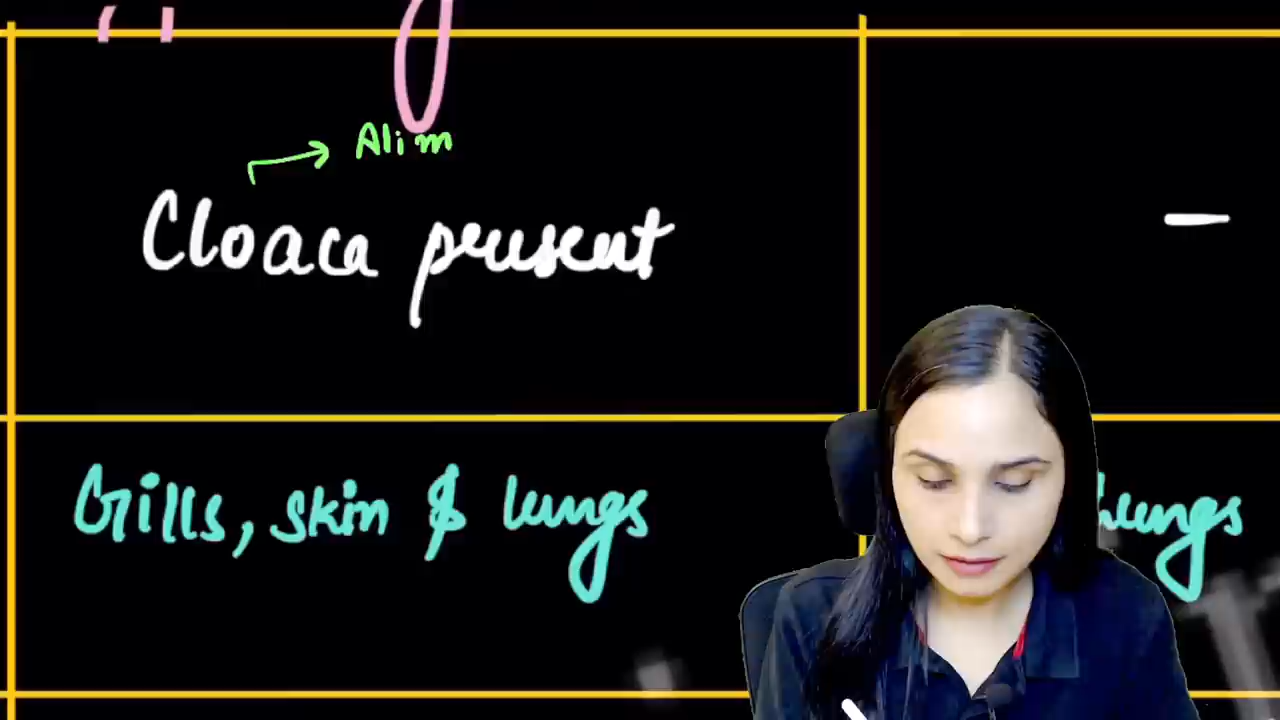 Alim
Cloaca present
—
Gills, skin & lungs
Lungs